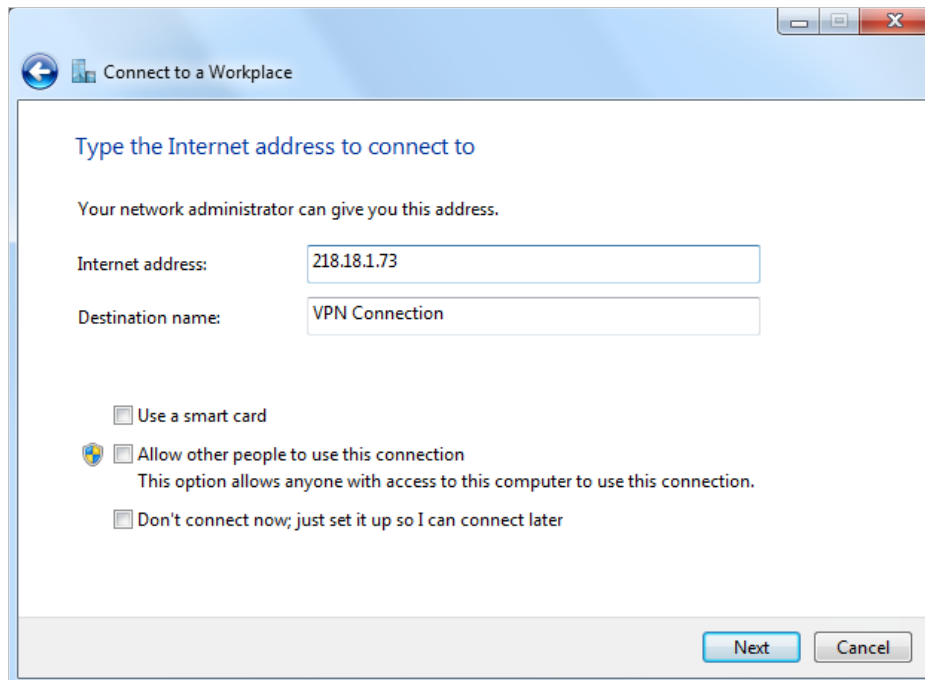 Connect to a Workplace
Type the Internet address to connect to
Your network administrator can give you this address.
Internet address: 218.18.1.73
Destination name: VPN Connection
Use a smart card
Allow other people to use this connection
This option allows anyone with access to this computer to use this connection.
Don't connect now; just set it up so I can connect later
Next Cancel